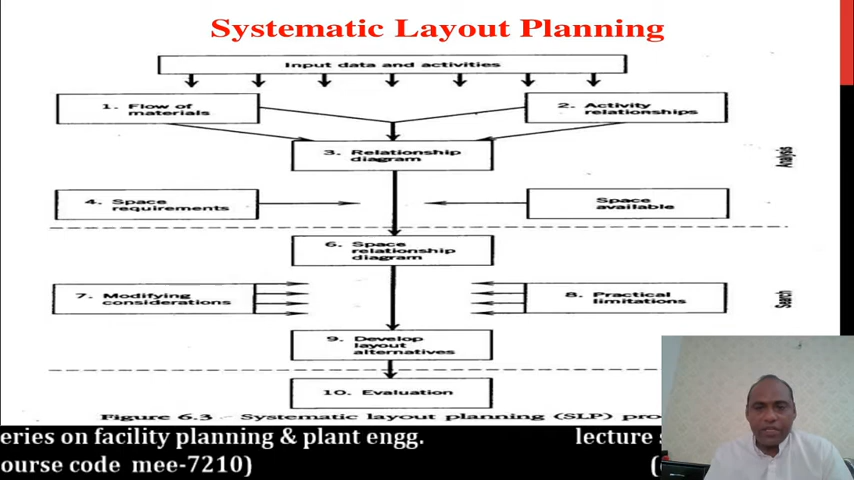 Systematic Layout Planning
Input data and activities
1. Flow of
materials
2. Activity
relationships
3. Relationship
diagram
Analysis
4. Space
requirements
Space
available
6. Space
relationship
diagram
7. Modifying
considerations
8. Practical
limitations
Search
9. Develop
layout
alternatives
10. Evaluation
Figure 6.3 Systematic layout planning (SLP) pro
eries on facility planning & plant engg. lecture s
ourse code mee-7210) (